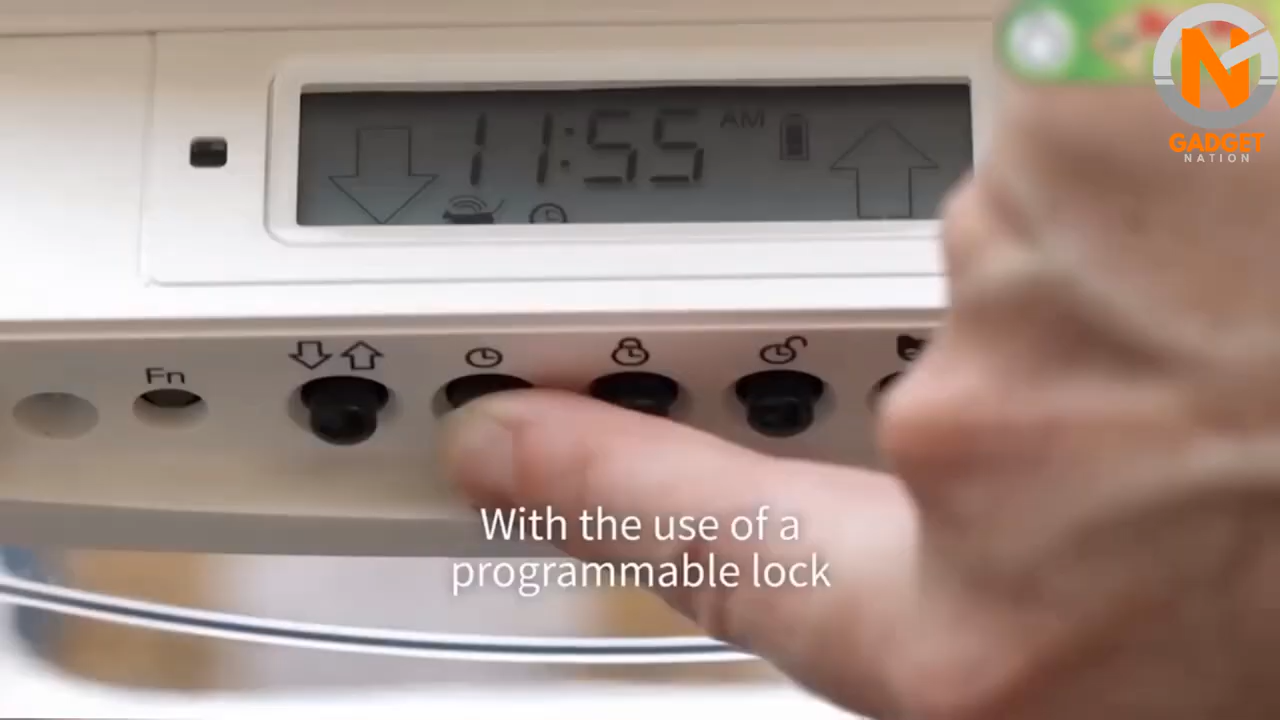 11:55 AM
Fn
With the use of a
programmable lock
N
GADGET
NATION